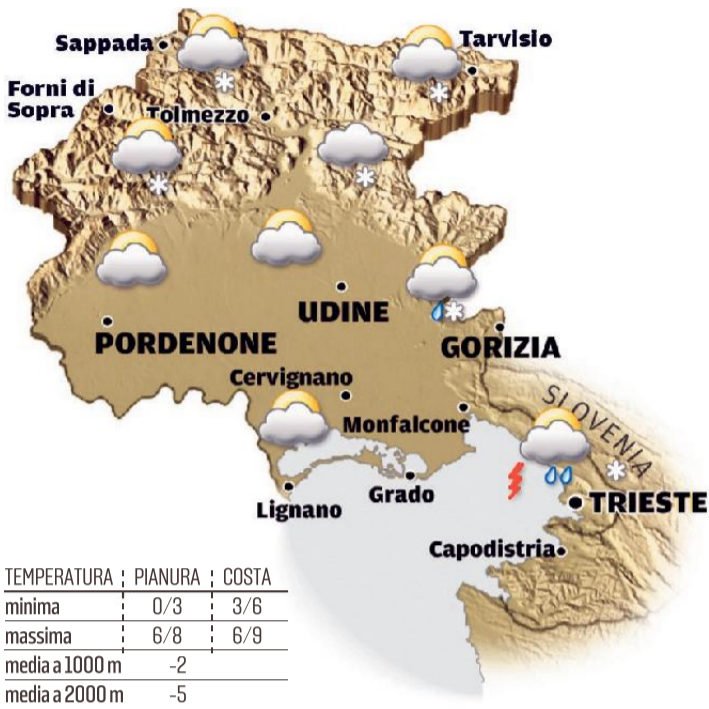 Sappada
Tarvisio
Forni di
Sopra
Tolmezzo
UDINE
PORDENONE
GORIZIA
Cervignano
SLOVENIA
Monfalcone
Grado
Lignano
TRIESTE
Capodistria
TEMPERATURA PIANURA COSTA
minima 0/3 3/6
massima 6/8 6/9
media a 1000 m -2
media a 2000 m -5